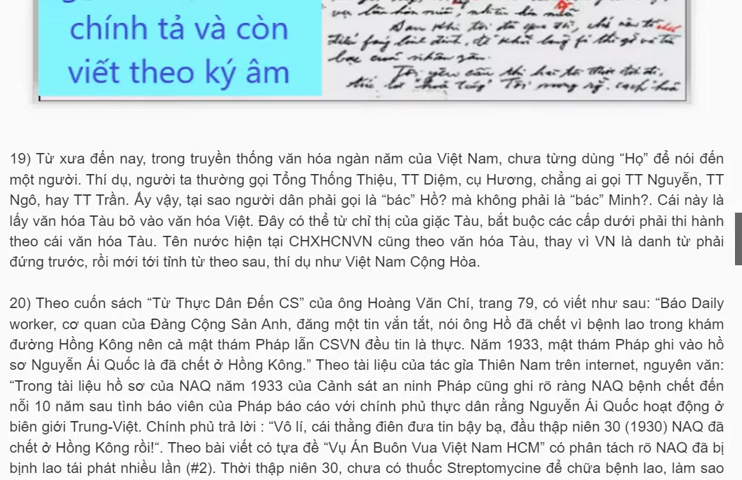 chính tả và còn
viết theo ký âm
19) Từ xưa đến nay, trong truyền thống văn hóa ngàn năm của Việt Nam, chưa từng dùng “Họ” để nói đến
một người. Thí dụ, người ta thường gọi Tổng Thống Thiệu, TT Diệm, cụ Hương, chẳng ai gọi TT Nguyễn, TT
Ngô, hay TT Trần. Ấy vậy, tại sao người dân phải gọi là “bác” Hồ? mà không phải là “bác” Minh?. Cái này là
lấy văn hóa Tàu bỏ vào văn hóa Việt. Đây có thể từ chỉ thị của giặc Tàu, bắt buộc các cấp dưới phải thi hành
theo cái văn hóa Tàu. Tên nước hiện tại CHXHCNVN cũng theo văn hóa Tàu, thay vì VN là danh từ phải
đứng trước, rồi mới tới tĩnh từ theo sau, thí dụ như Việt Nam Cộng Hòa.
20) Theo cuốn sách “Từ Thực Dân Đến CS” của ông Hoàng Văn Chí, trang 79, có viết như sau: “Báo Daily
worker, cơ quan của Đảng Cộng Sản Anh, đăng một tin vắn tắt, nói ông Hồ đã chết vì bệnh lao trong khám
đường Hồng Kông nên cả mật thám Pháp lẫn CSVN đều tin là thực. Năm 1933, mật thám Pháp ghi vào hồ
sơ Nguyễn Ái Quốc là đã chết ở Hồng Kông.” Theo tài liệu của tác gỉa Thiên Nam trên internet, nguyên văn:
“Trong tài liệu hồ sơ của NAQ năm 1933 của Cảnh sát an ninh Pháp cũng ghi rõ ràng NAQ bệnh chết đến
nỗi 10 năm sau tình báo viên của Pháp báo cáo với chính phủ thực dân rằng Nguyễn Ái Quốc hoạt động ở
biên giới Trung-Việt. Chính phủ trả lời : “Vô lí, cái thằng điên đưa tin bậy bạ, đầu thập niên 30 (1930) NAQ đã
chết ở Hồng Kông rồi!“. Theo bài viết có tựa đề “Vụ Án Buôn Vua Việt Nam HCM” có phân tách rõ NAQ đã bị
bịnh lao tái phát nhiều lần (#2). Thời thập niên 30, chưa có thuốc Streptomycine để chữa bệnh lao, làm sao